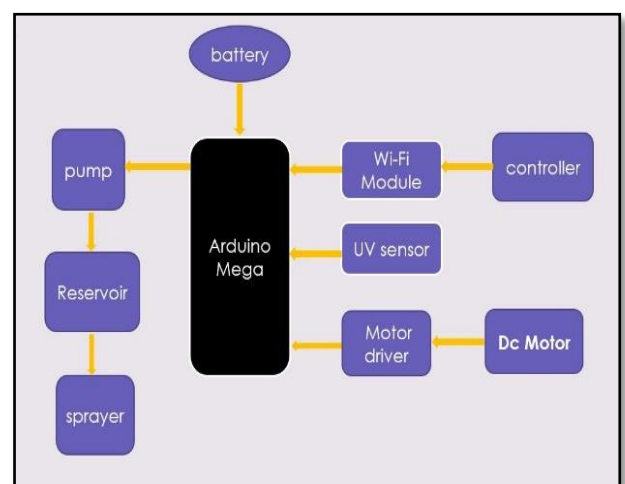 battery
pump
Wi-Fi
Module
controller
Arduino
Mega
UV sensor
Reservoir
Motor
driver
Dc Motor
sprayer